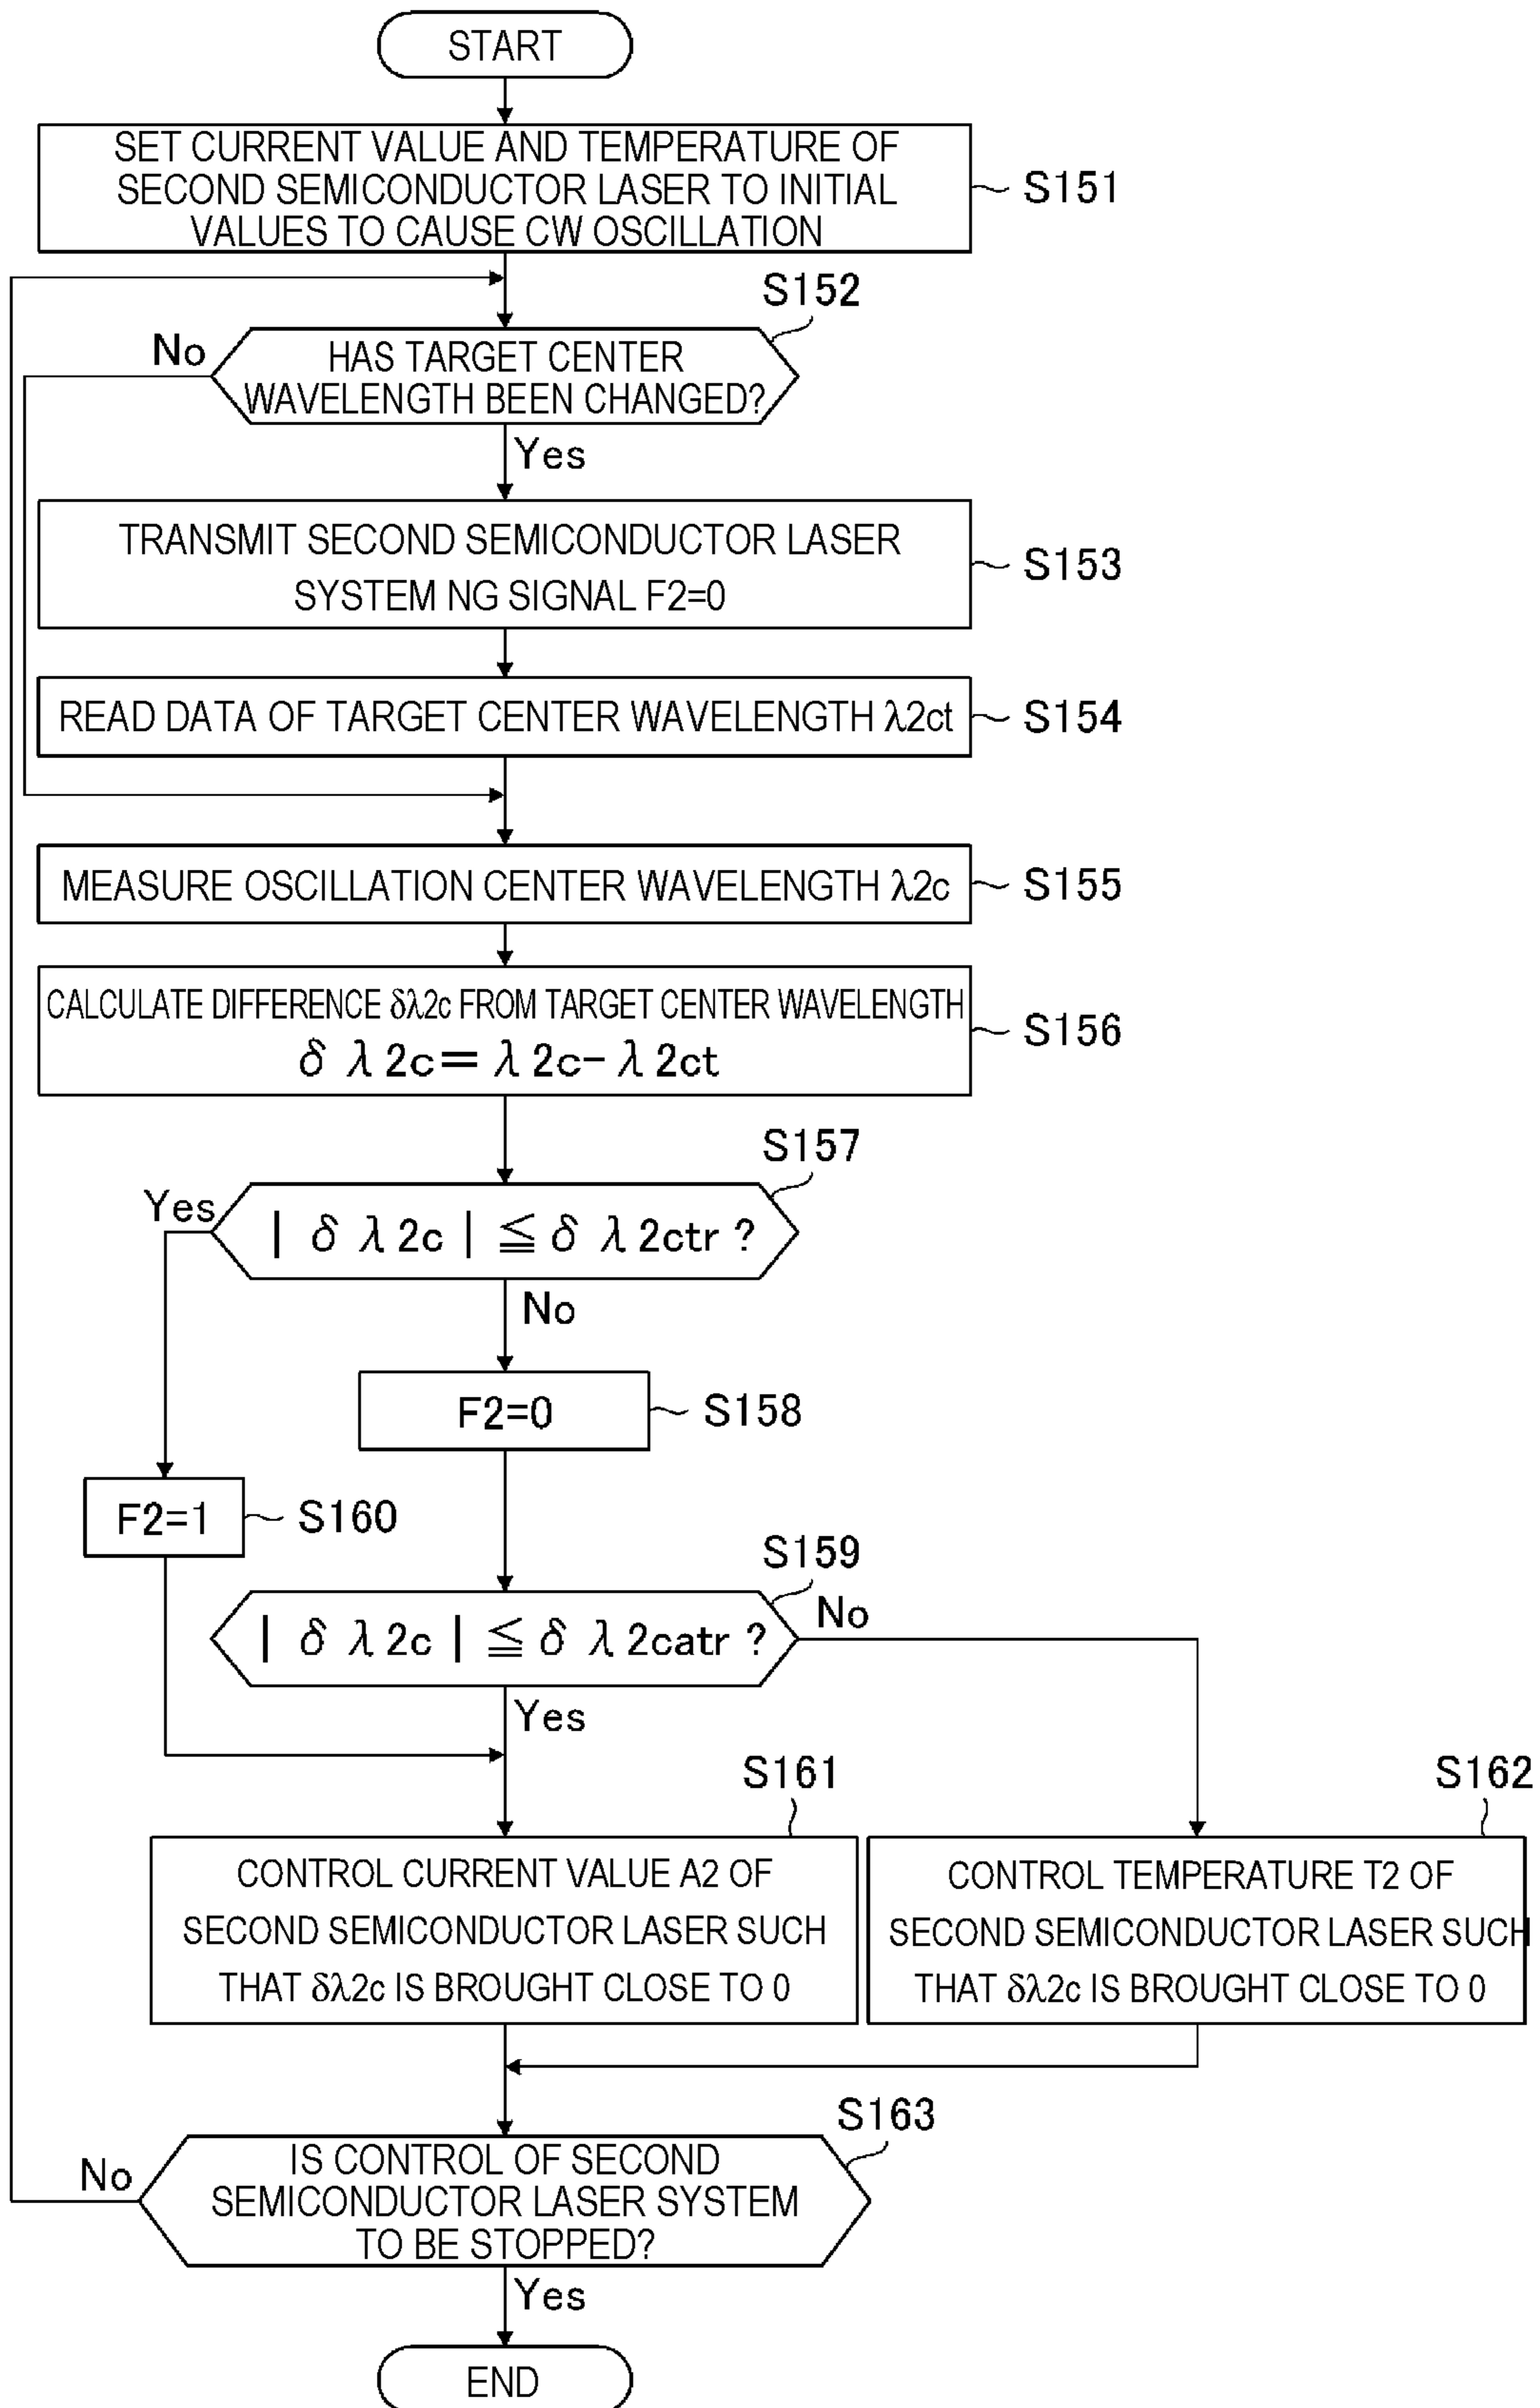 START
SET CURRENT VALUE AND TEMPERATURE OF
SECOND SEMICONDUCTOR LASER TO INITIAL
VALUES TO CAUSE CW OSCILLATION
S151
S152
No
HAS TARGET CENTER
WAVELENGTH BEEN CHANGED?
Yes
TRANSMIT SECOND SEMICONDUCTOR LASER
SYSTEM NG SIGNAL F2=0
S153
READ DATA OF TARGET CENTER WAVELENGTH λ2ct
S154
MEASURE OSCILLATION CENTER WAVELENGTH λ2c
S155
CALCULATE DIFFERENCE δλ2c FROM TARGET CENTER WAVELENGTH
δ λ 2c = λ 2c- λ 2ct
S156
S157
Yes
| δ λ 2c | ≦ δ λ 2ctr ?
No
F2=0
S158
F2=1
S160
S159
| δ λ 2c | ≦ δ λ 2catr ?
No
Yes
S161
S162
CONTROL CURRENT VALUE A2 OF
SECOND SEMICONDUCTOR LASER SUCH
THAT δλ2c IS BROUGHT CLOSE TO 0
CONTROL TEMPERATURE T2 OF
SECOND SEMICONDUCTOR LASER SUCH
THAT δλ2c IS BROUGHT CLOSE TO 0
S163
No
IS CONTROL OF SECOND
SEMICONDUCTOR LASER SYSTEM
TO BE STOPPED?
Yes
END